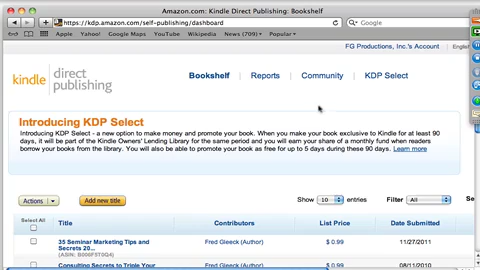 Amazon.com: Kindle Direct Publishing: Bookshelf
https://kdp.amazon.com/self-publishing/dashboard
Google
Apple Yahoo! Google Maps YouTube Wikipedia News (709) Popular
FG Productions, Inc.'s Account English
kindle direct publishing
Bookshelf Reports Community KDP Select
Introducing KDP Select
Introducing KDP Select - a new option to make money and promote your book. When you make your book exclusive to Kindle for at least 90
days, it will be part of the Kindle Owners' Lending Library for the same period and you will earn your share of a monthly fund when readers
borrow your books from the library. You will also be able to promote your book as free for up to 5 days during these 90 days. Learn more
Actions Add new title Show 10 entries Filter All Se
Select All
Title Contributors List Price Date Submitted
35 Seminar Marketing Tips and Fred Gleeck (Author) $ 0.99 11/27/2011
Secrets 20...
Consulting Secrets to Triple Your Fred Gleeck (Author) $ 0.99